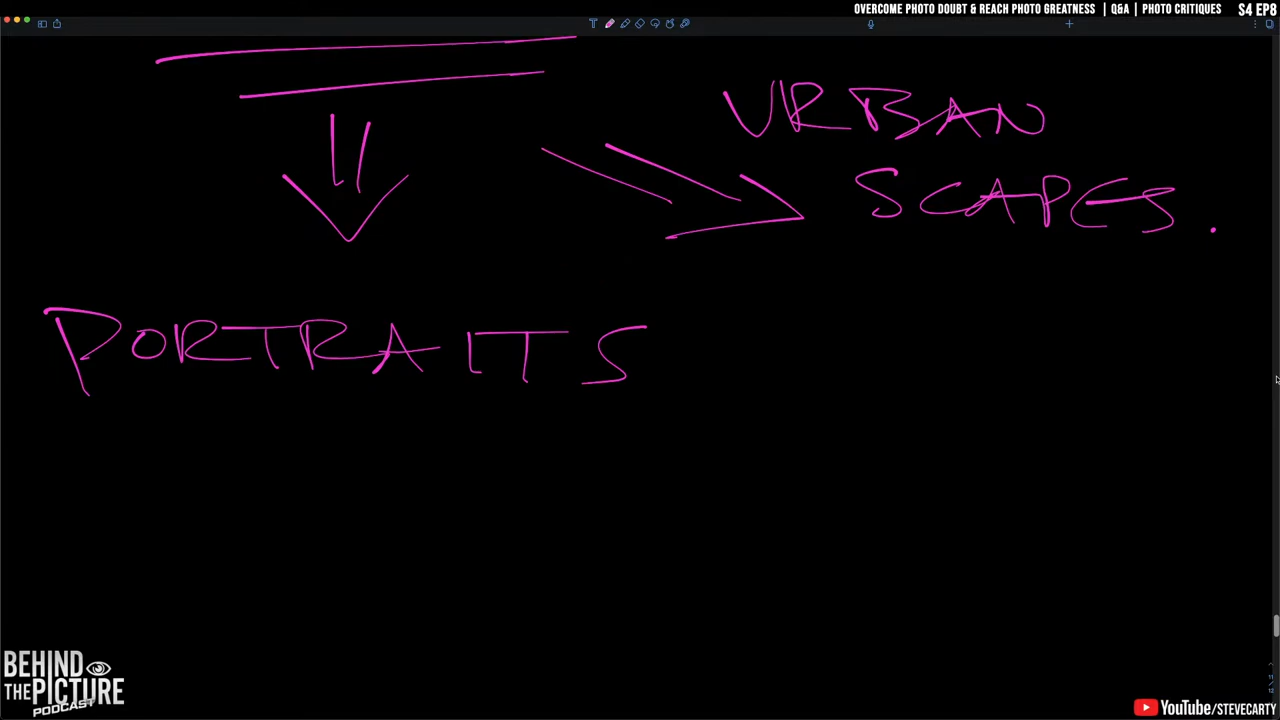 OVERCOME PHOTO DOUBT & REACH PHOTO GREATNESS | Q&A | PHOTO CRITIQUES S4 EP8
URBAN
SCAPES.
PORTRAITS
BEHIND
THE PICTURE
PODCAST
YouTube/STEVECARTY